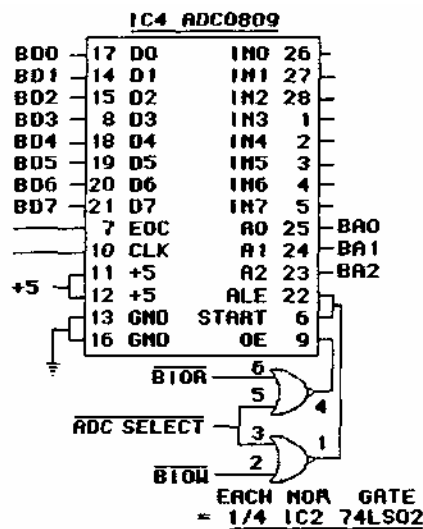 IC4 ADC0809
BD0 17 D0 IN0 26
BD1 14 D1 IN1 27
BD2 15 D2 IN2 28
BD3 8 D3 IN3 1
BD4 18 D4 IN4 2
BD5 19 D5 IN5 3
BD6 20 D6 IN6 4
BD7 21 D7 IN7 5
7 EOC A0 25 BA0
10 CLK A1 24 BA1
11 +5 A2 23 BA2
+5
12 +5 ALE 22
13 GND START 6
16 GND OE 9
BIOR 6
5 4
ADC SELECT
3 1
BIOW 2
EACH NOR GATE
= 1/4 IC2 74LS02